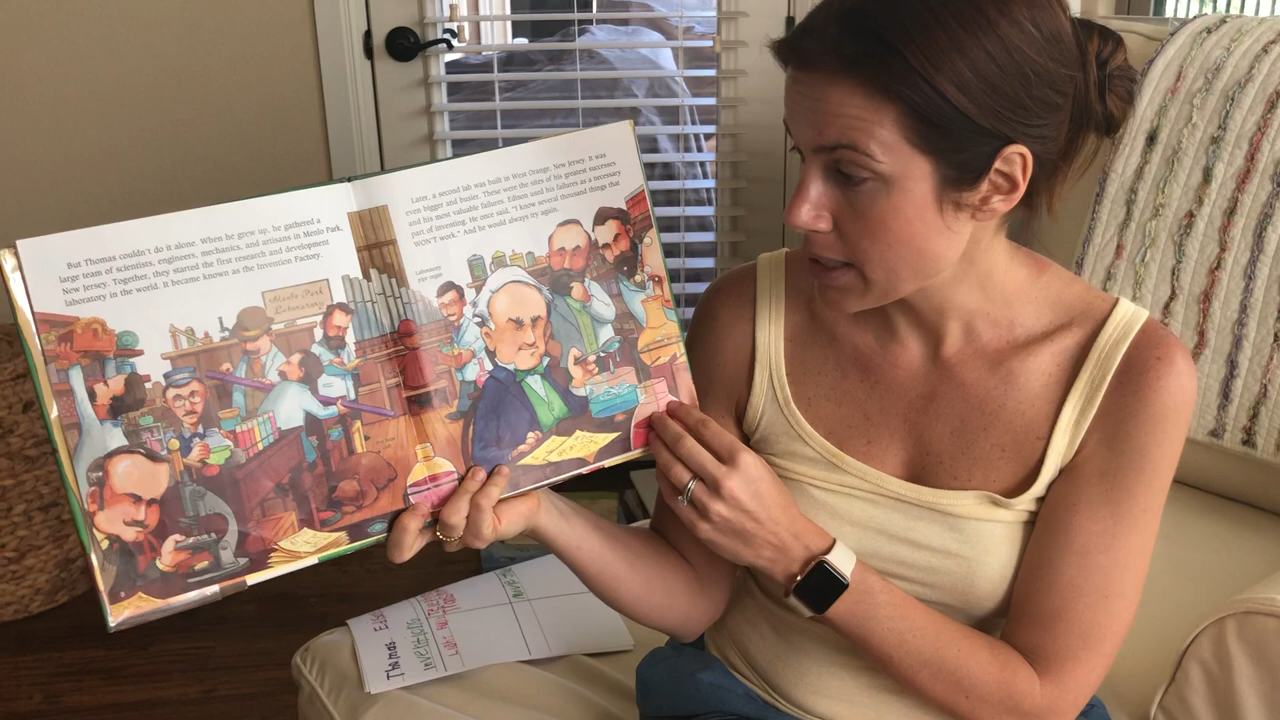 But Thomas couldn't do it alone. When he grew up, he gathered a
large team of scientists, engineers, mechanics, and artisans in Menlo Park,
New Jersey. Together, they started the first research and development
laboratory in the world. It became known as the Invention Factory.
Menlo Park
Laboratory
Later, a second lab was built in West Orange, New Jersey. It was
even bigger and busier. These were the sites of his greatest successes
and his most valuable failures. Edison used his failures as a necessary
part of inventing. He once said, "I know several thousand things that
WON'T work." And he would always try again.
Laboratory
pipe organ
Thomas
Inventions